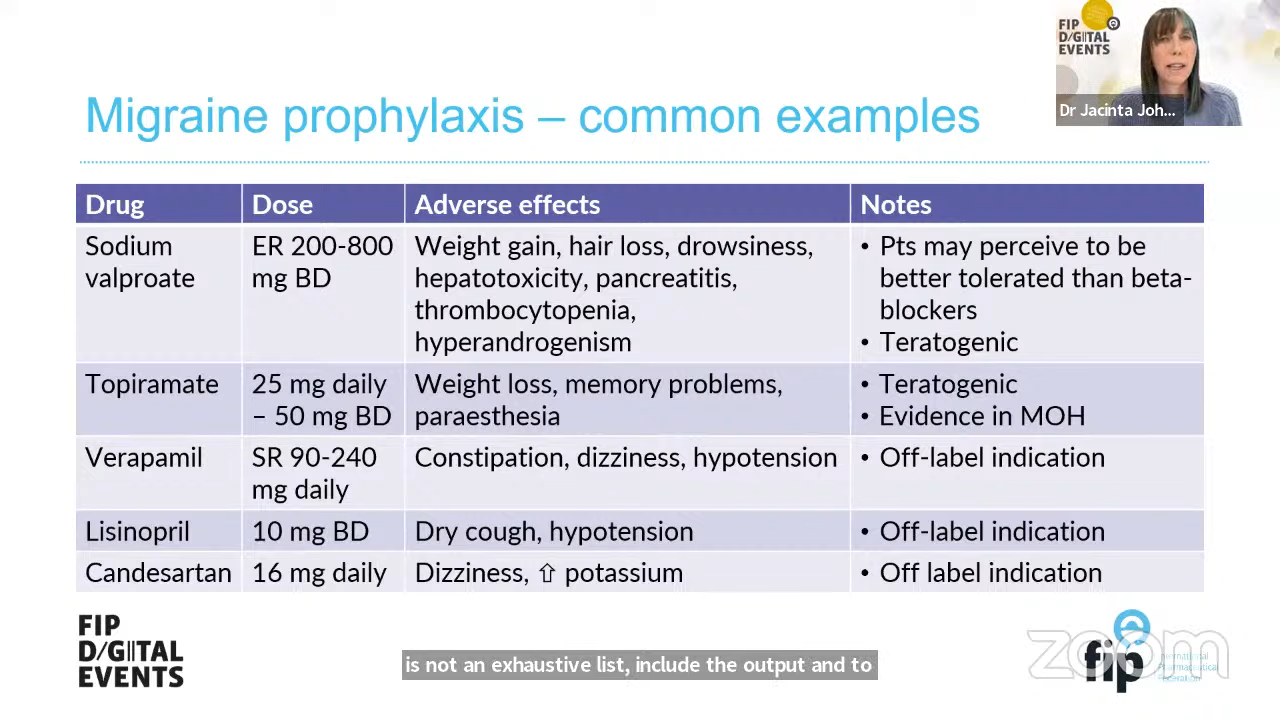 FIP
D/G|TAL
EVENTS
Dr Jacinta Joh...
Migraine prophylaxis – common examples
Drug Dose Adverse effects Notes
Sodium valproate
ER 200-800 mg BD
Weight gain, hair loss, drowsiness,
hepatotoxicity, pancreatitis,
thrombocytopenia,
hyperandrogenism
• Pts may perceive to be
better tolerated than beta-
blockers
• Teratogenic
Topiramate
25 mg daily
– 50 mg BD
Weight loss, memory problems,
paraesthesia
• Teratogenic
• Evidence in MOH
Verapamil
SR 90-240
mg daily
Constipation, dizziness, hypotension
• Off-label indication
Lisinopril 10 mg BD Dry cough, hypotension • Off-label indication
Candesartan 16 mg daily Dizziness, ⇧ potassium • Off label indication
FIP
D/G|TAL
EVENTS
is not an exhaustive list, include the output and to
zoom
fip
International
Pharmaceutical
Federation